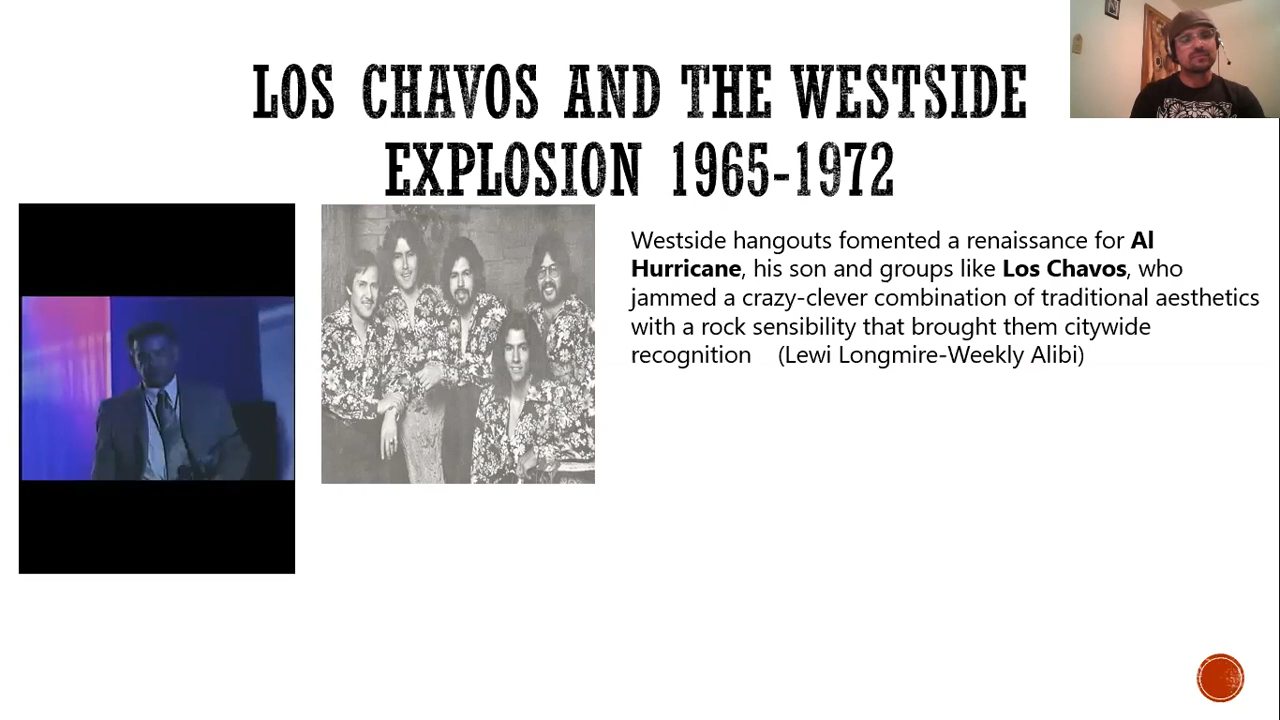 LOS CHAVOS AND THE WESTSIDE
EXPLOSION 1965-1972
Westside hangouts fomented a renaissance for Al
Hurricane, his son and groups like Los Chavos, who
jammed a crazy-clever combination of traditional aesthetics
with a rock sensibility that brought them citywide
recognition (Lewi Longmire-Weekly Alibi)